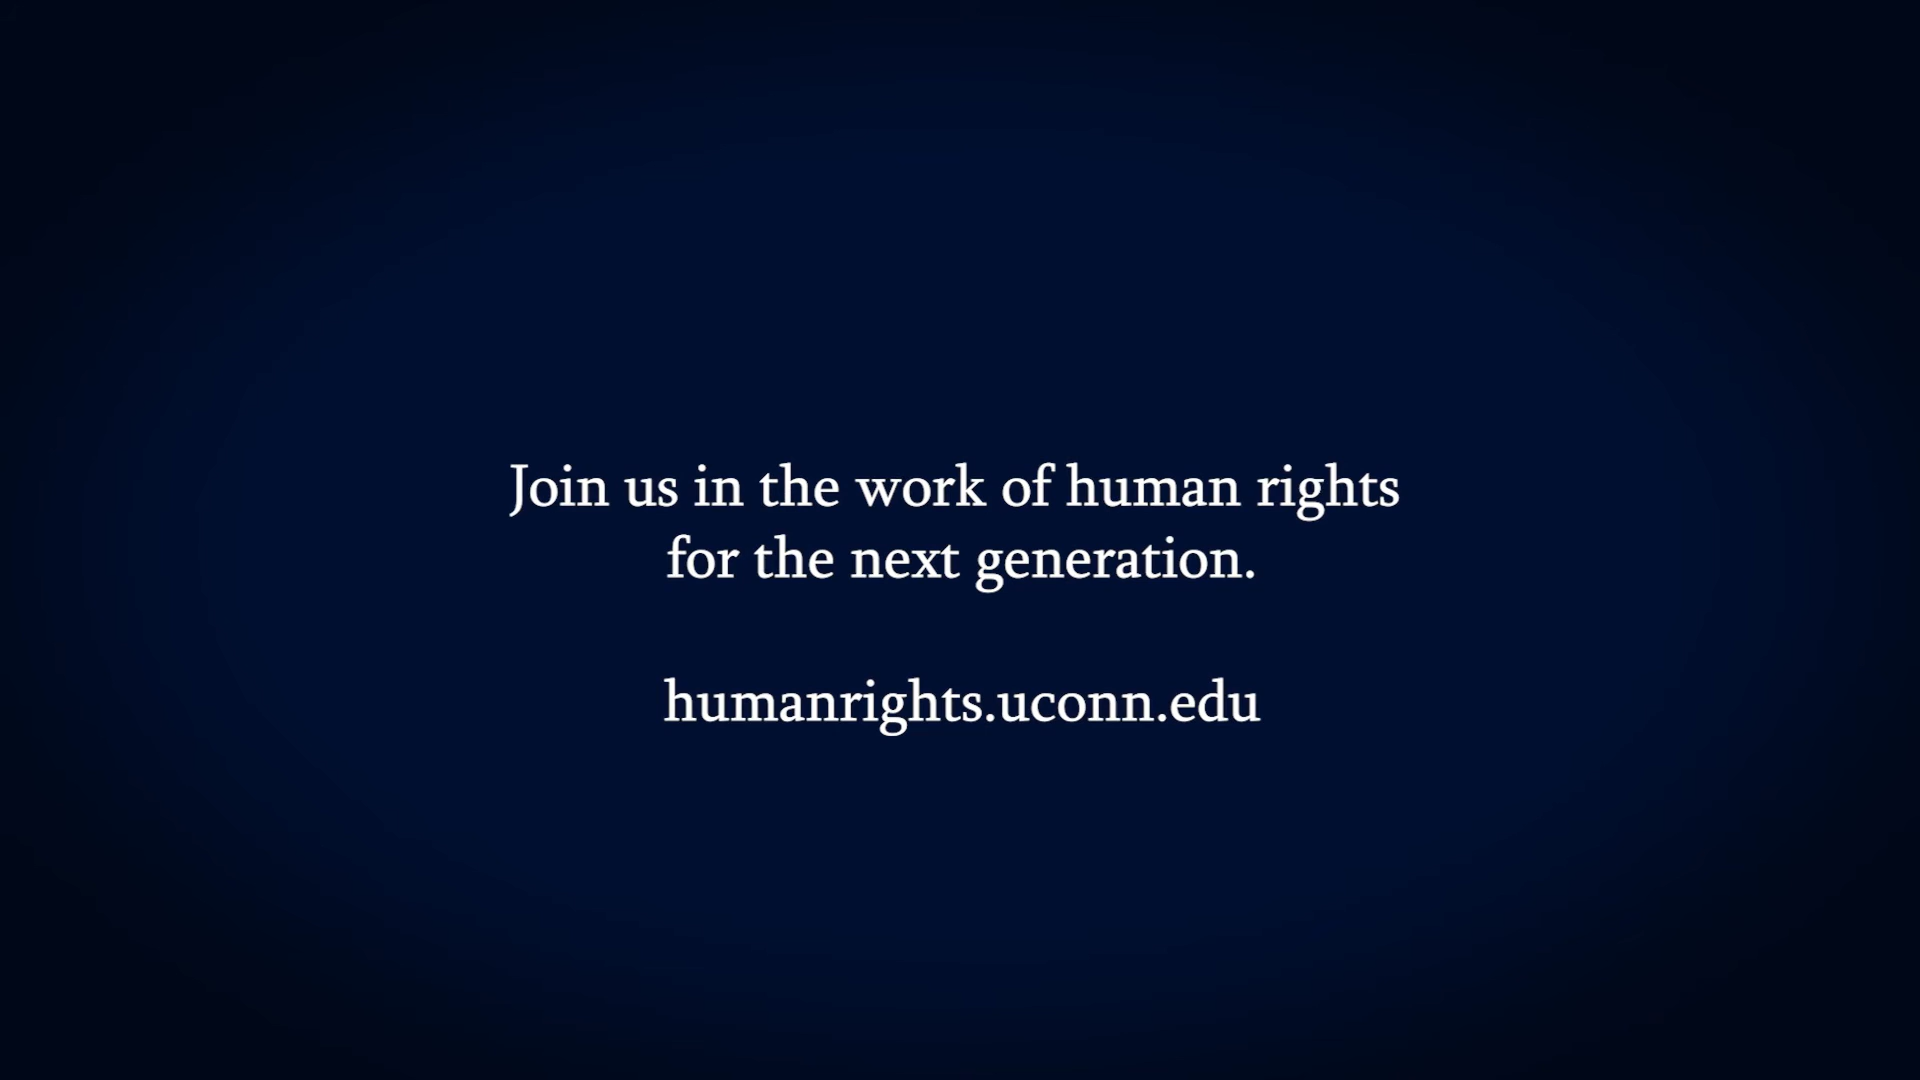 Join us in the work of human rights
for the next generation.
humanrights.uconn.edu